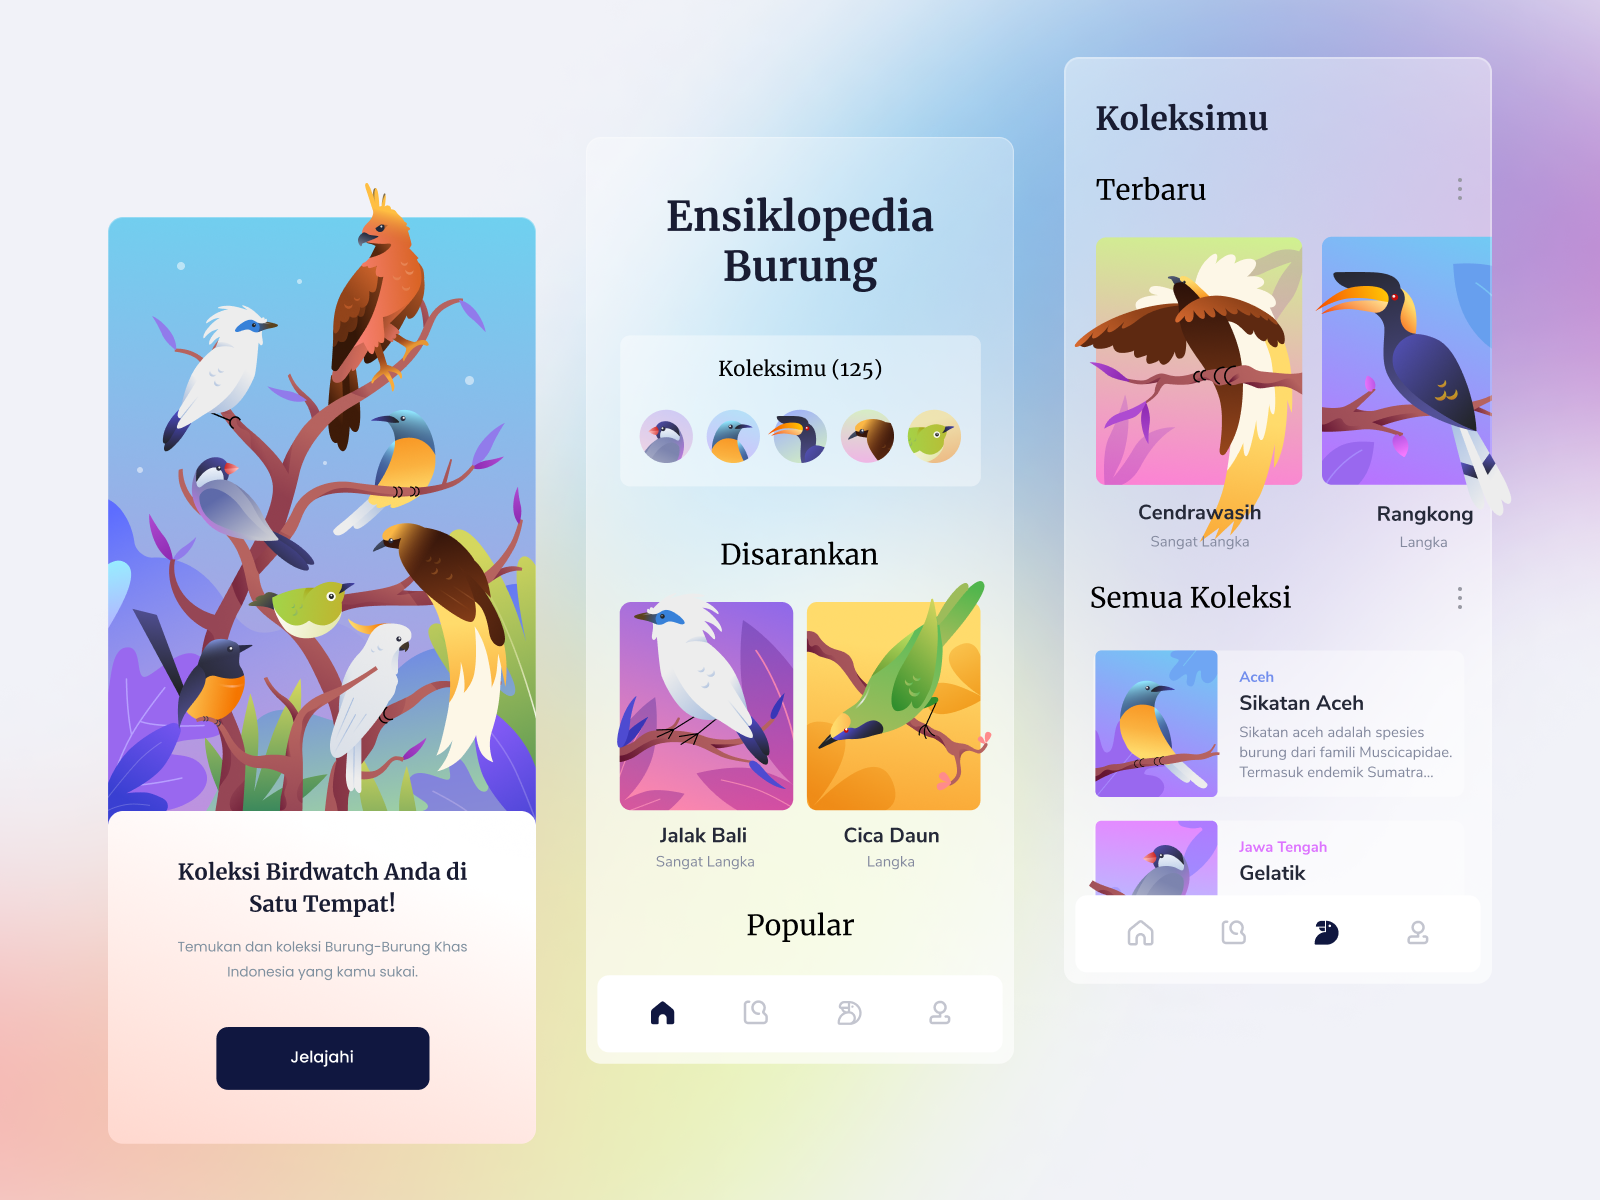 Koleksi Birdwatch Anda di
Satu Tempat!
Temukan dan koleksi Burung-Burung Khas
Indonesia yang kamu sukai.
Jelajahi
Ensiklopedia
Burung
Koleksimu (125)
Disarankan
Jalak Bali
Sangat Langka
Cica Daun
Langka
Popular
Koleksimu
Terbaru
Cendrawasih
Sangat Langka
Rangkong
Langka
Semua Koleksi
Aceh
Sikatan Aceh
Sikatan aceh adalah spesies
burung dari famili Muscicapidae.
Termasuk endemik Sumatra...
Jawa Tengah
Gelatik